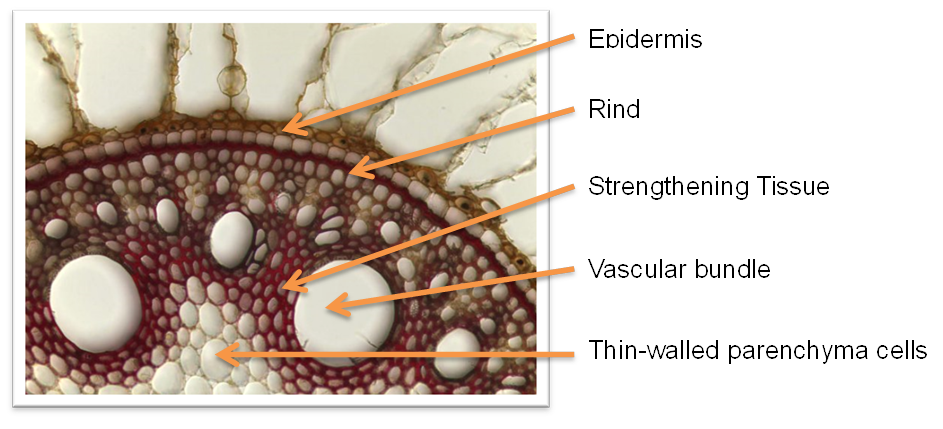 Epidermis
Rind
Strengthening Tissue
Vascular bundle
Thin-walled parenchyma cells